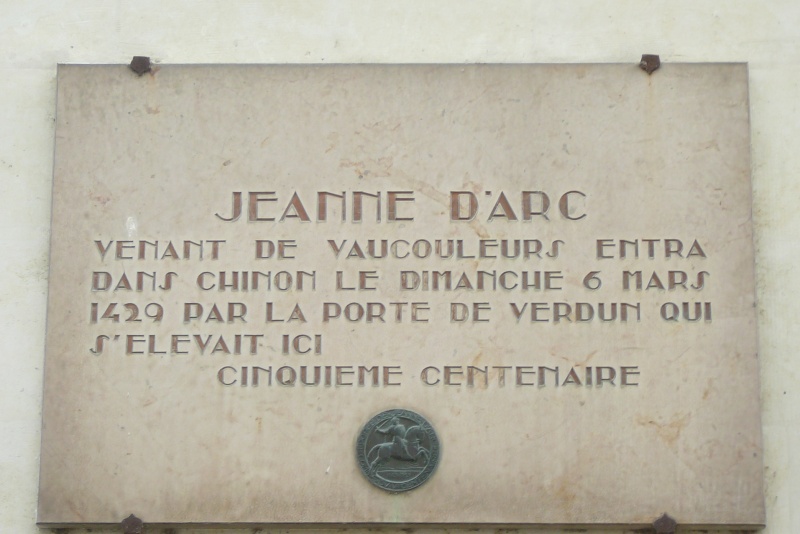 JEANNE D'ARC
VENANT DE VAUCOULEURS ENTRA
DANS CHINON LE DIMANCHE 6 MARS
1429 PAR LA PORTE DE VERDUN QUI
S'ELEVAIT ICI
CINQUIEME CENTENAIRE